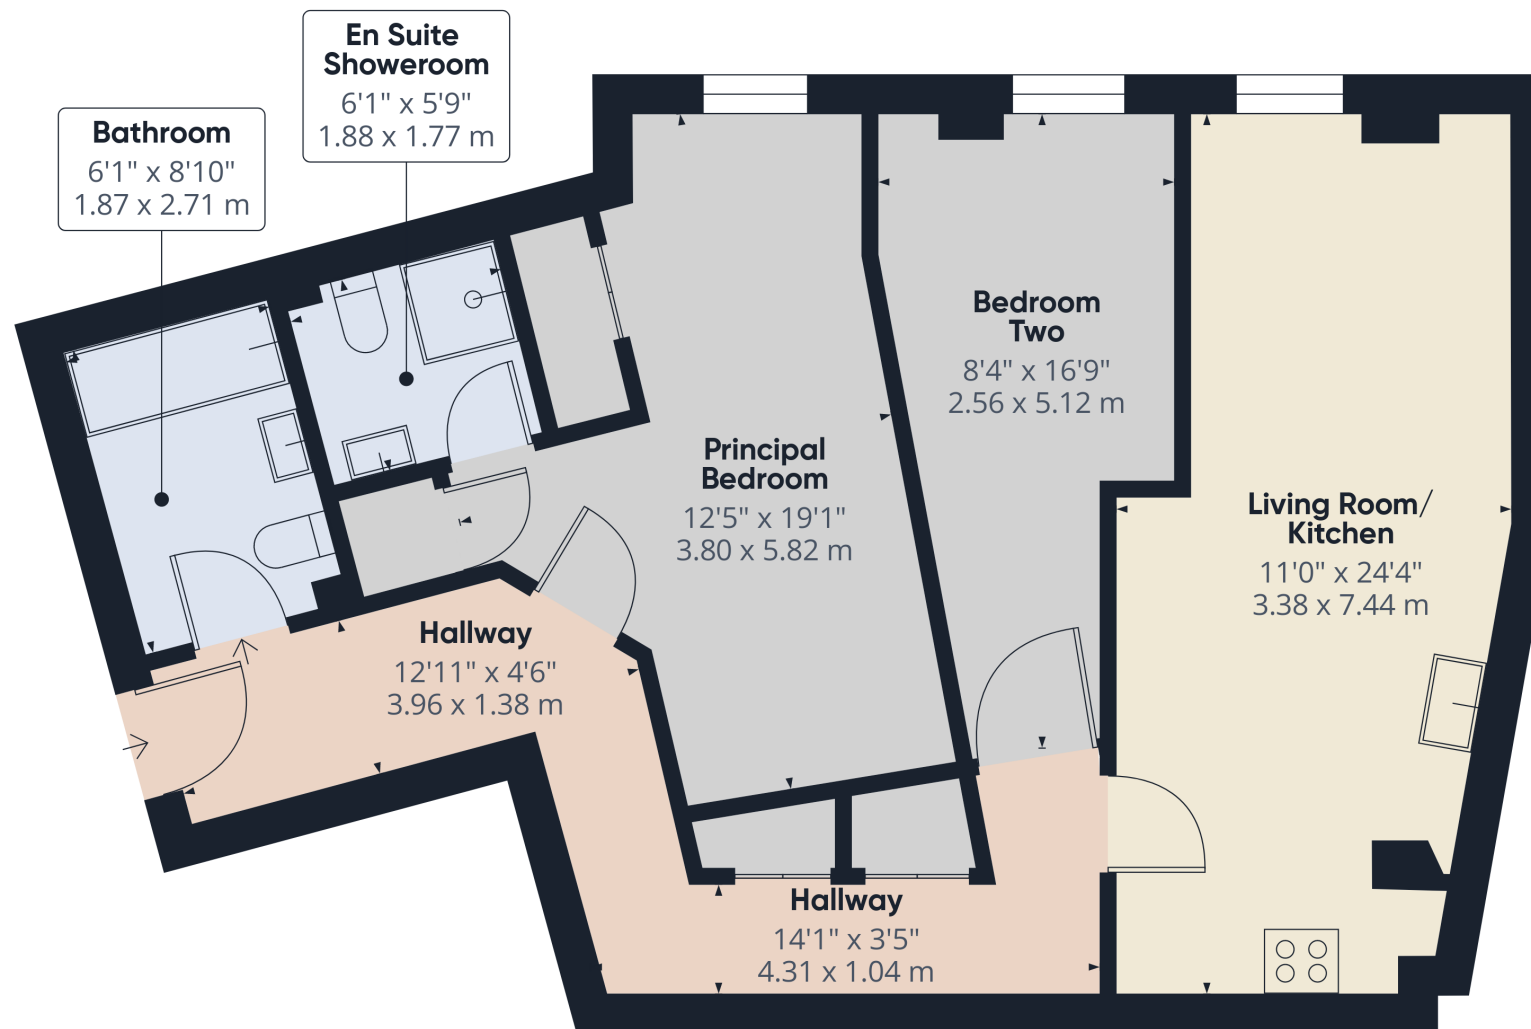 En Suite
Showeroom
6'1" x 5'9"
1.88 x 1.77 m
Bathroom
6'1" x 8'10"
1.87 x 2.71 m
Bedroom
Two
8'4" x 16'9"
2.56 x 5.12 m
Principal
Bedroom
12'5" x 19'1"
3.80 x 5.82 m
Living Room/
Kitchen
11'0" x 24'4"
3.38 x 7.44 m
Hallway
12'11" x 4'6"
3.96 x 1.38 m
Hallway
14'1" x 3'5"
4.31 x 1.04 m